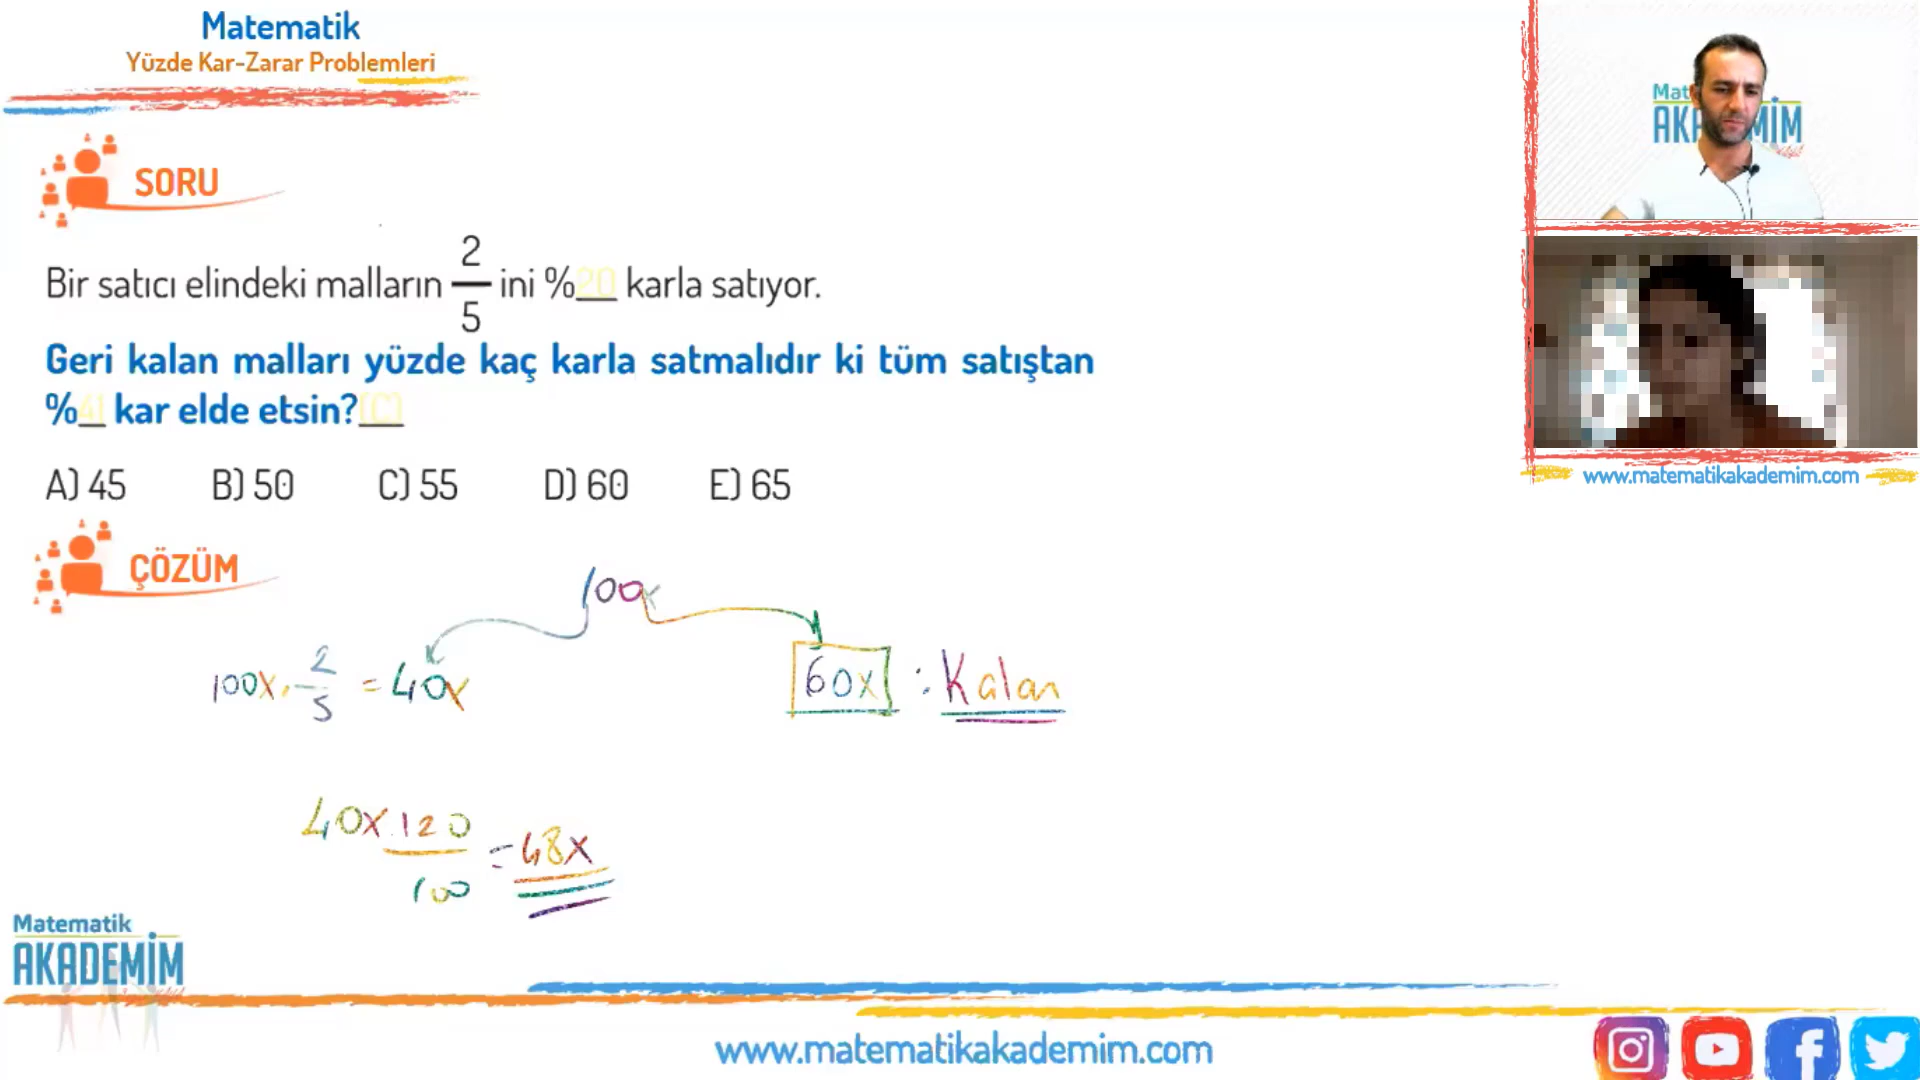 Matematik
Yüzde Kar-Zarar Problemleri
SORU
Bir satıcı elindeki malların 2/5 ini %20 karla satıyor.
Geri kalan malları yüzde kaç karla satmalıdır ki tüm satıştan
%41 kar elde etsin?(C)
A) 45 B) 50 C) 55 D) 60 E) 65
ÇÖZÜM
100x
100x . 2/5 = 40x
60x : Kalan
40x.120/100 = 48x
Matematik
AKADEMİM
www.matematikakademim.com
www.matematikakademim.com